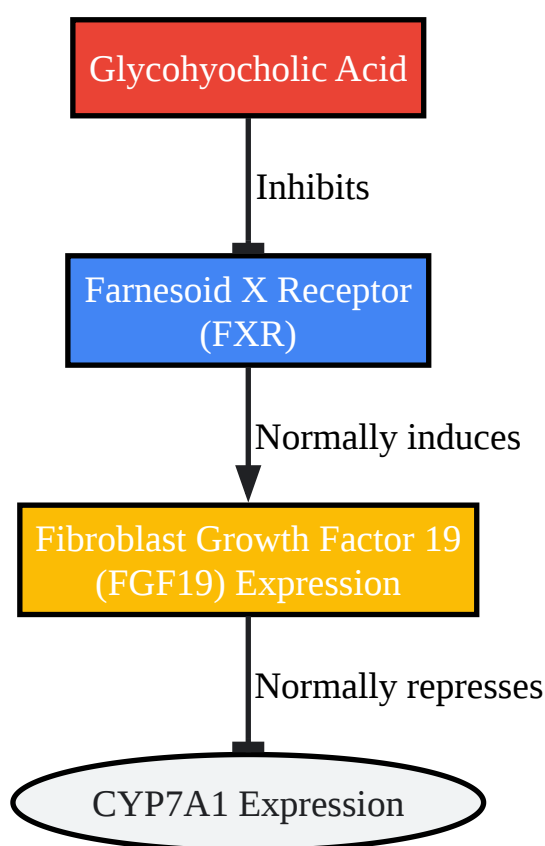 Glycohyocholic Acid
Inhibits
Farnesoid X Receptor
(FXR)
Normally induces
Fibroblast Growth Factor 19
(FGF19) Expression
Normally represses
CYP7A1 Expression